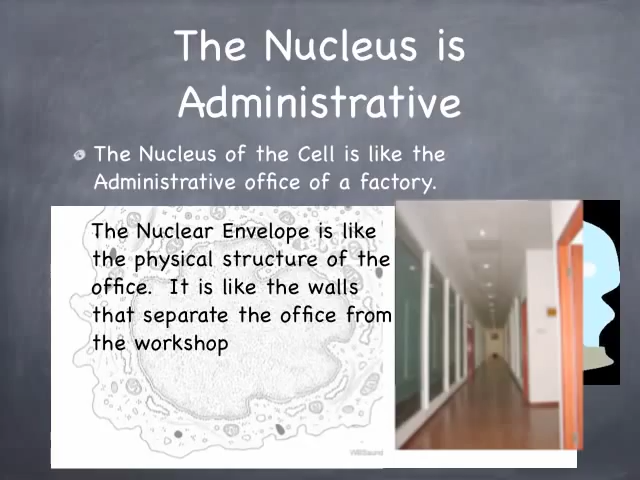 The Nucleus is
Administrative
The Nucleus of the Cell is like the
Administrative office of a factory.
The Nuclear Envelope is like
the physical structure of the
office. It is like the walls
that separate the office from
the workshop